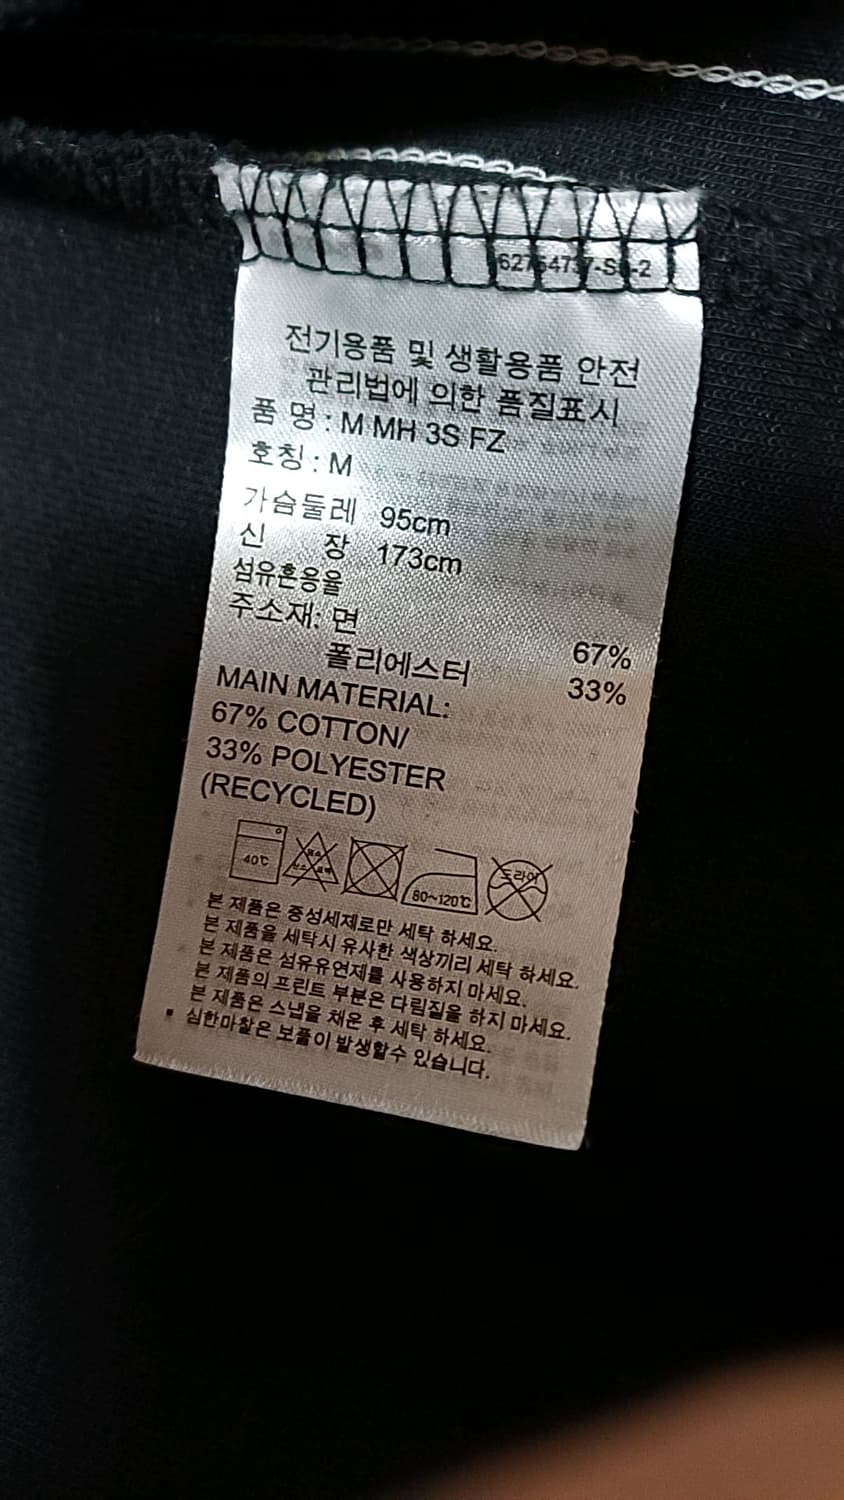 전기용품 및 생활용품 안전
관리법에 의한 품질표시
품 명 : M MH 3S FZ
호칭 : M
가슴둘레 95cm
신 장 173cm
섬유혼용율
주소재: 면 67%
폴리에스터 33%
MAIN MATERIAL:
67% COTTON/
33% POLYESTER
(RECYCLED)
40℃ 80~120℃ 드라이
본 제품은 중성세제로만 세탁 하세요.
본 제품을 세탁시 유사한 색상끼리 세탁 하세요.
본 제품은 섬유유연제를 사용하지 마세요.
본 제품의 프린트 부분은 다림질을 하지 마세요.
본 제품은 스냅을 채운 후 세탁 하세요.
심한마찰은 보풀이 발생할수 있습니다.